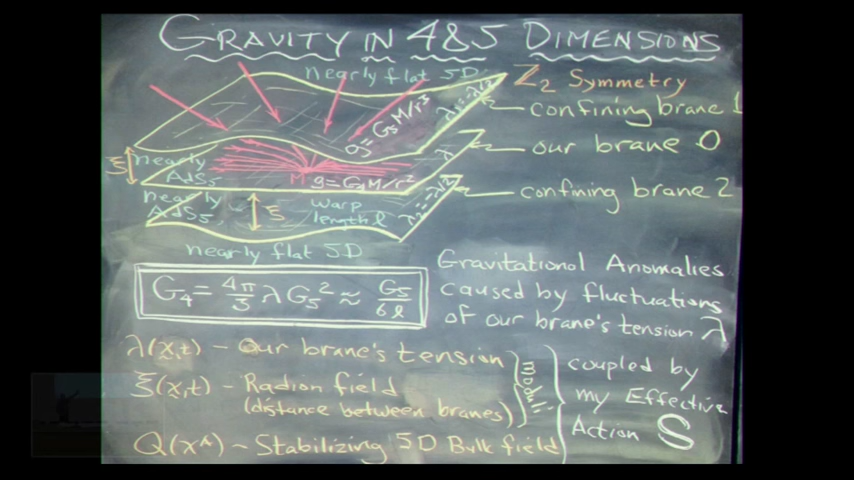 GRAVITY IN 4&5 DIMENSIONS
nearly flat 5D
Z₂ Symmetry
confining brane 1
g=G₅M/r³
our brane 0
nearly
AdS₅
ξ
M
g=G₄M/r²
confining brane 2
nearly
AdS₅
ξ
warp
length ℓ
nearly flat 5D
G₄ = 4π/3 λ G₅² ≈ G₅/6ℓ
Gravitational Anomalies
caused by fluctuations
of our brane's tension λ
λ(x,t) - Our brane's tension
ξ(x,t) - Radion field
(distance between branes)
Moduli
Q(xᴬ) - Stabilizing 5D Bulk field
coupled by
my Effective
Action S